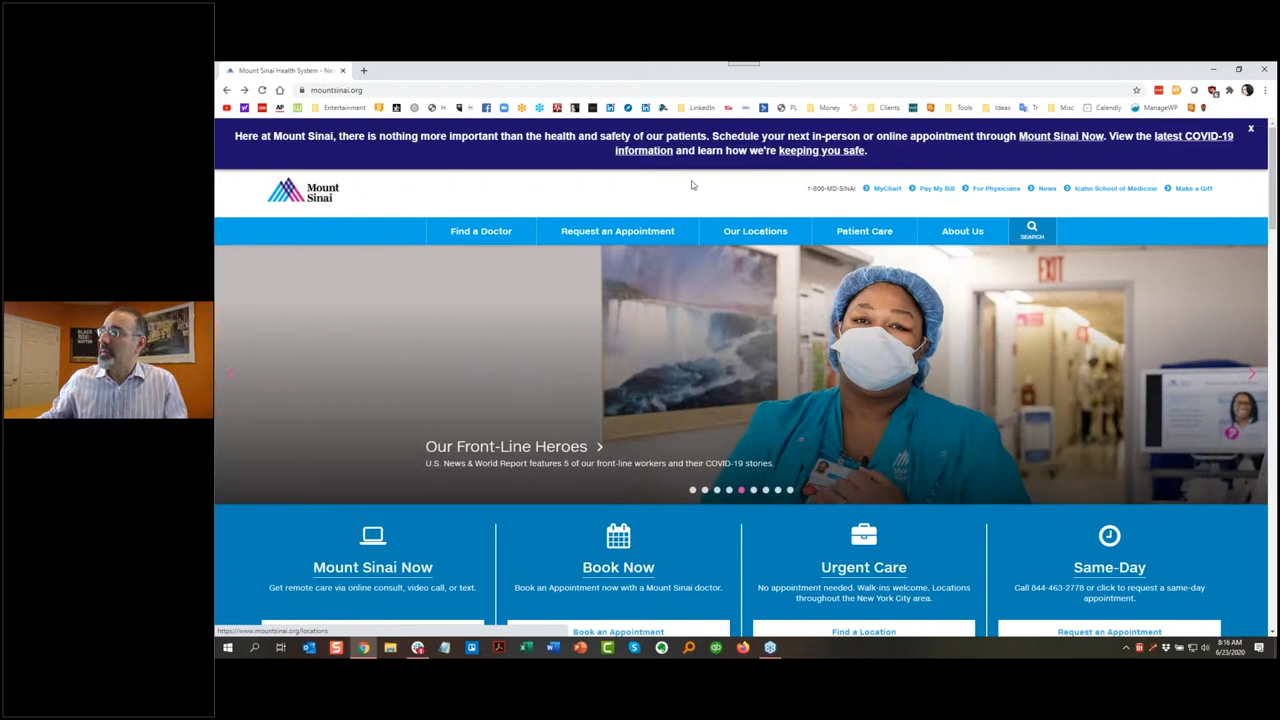 Mount Sinai Health System - Ne
mountsinai.org
Entertainment
H
H
LinkedIn
PL
Money
Clients
Tools
Ideas
Tr
Misc
Calendly
ManageWP
Here at Mount Sinai, there is nothing more important than the health and safety of our patients. Schedule your next in-person or online appointment through Mount Sinai Now. View the latest COVID-19
information and learn how we're keeping you safe.
X
Mount
Sinai
1-800-MD-SINAI
MyChart
Pay My Bill
For Physicians
News
Icahn School of Medicine
Make a Gift
Find a Doctor
Request an Appointment
Our Locations
Patient Care
About Us
SEARCH
EXIT
BLACK
MATTER
Our Front-Line Heroes
U.S. News & World Report features 5 of our front-line workers and their COVID-19 stories.
Mount Sinai Now
Get remote care via online consult, video call, or text.
Book Now
Book an Appointment now with a Mount Sinai doctor.
Book an Appointment
Urgent Care
No appointment needed. Walk-ins welcome. Locations
throughout the New York City area.
Find a Location
Same-Day
Call 844-463-2778 or click to request a same-day
appointment.
Request an Appointment
https://www.mountsinai.org/locations
8:16 AM
6/23/2020